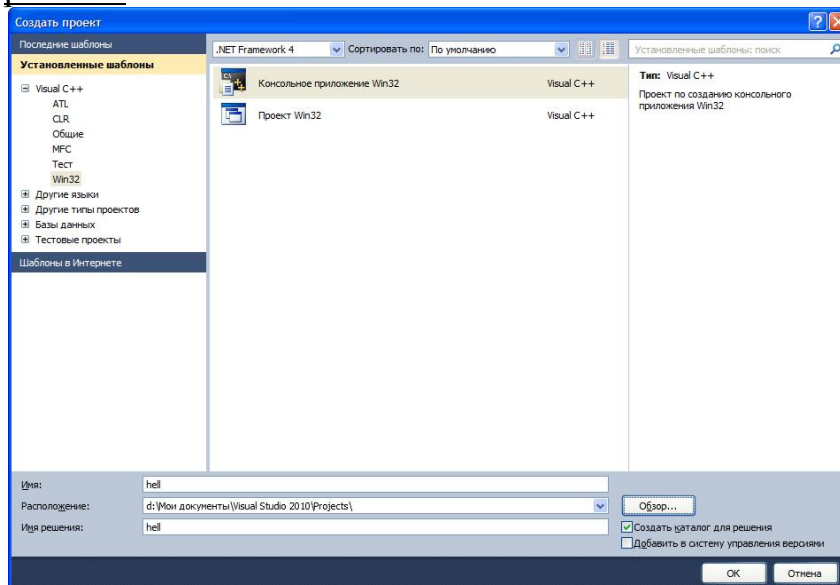 Создать проект
Последние шаблоны
.NET Framework 4
Сортировать по:
По умолчанию
Установленные шаблоны: поиск
Установленные шаблоны
Visual C++
ATL
CLR
Общие
MFC
Тест
Win32
Другие языки
Другие типы проектов
Базы данных
Тестовые проекты
Шаблоны в Интернете
Консольное приложение Win32
Visual C++
Проект Win32
Visual C++
Тип: Visual C++
Проект по созданию консольного
приложения Win32
Имя:
hell
Расположение:
d:\Мои документы\Visual Studio 2010\Projects\
Обзор...
Имя решения:
hell
Создать каталог для решения
Добавить в систему управления версиями
OK
Отмена